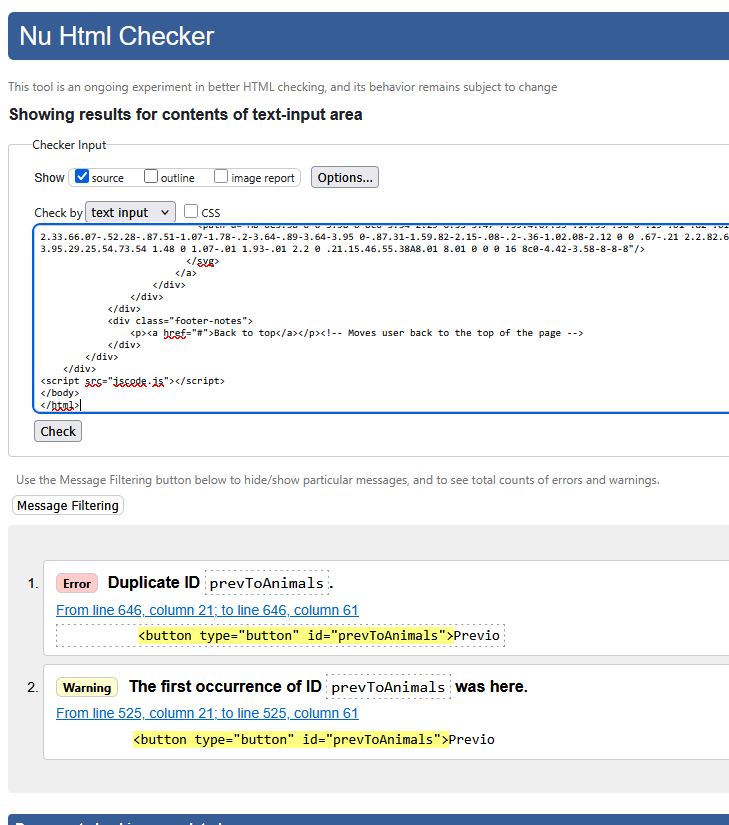 Nu Html Checker
This tool is an ongoing experiment in better HTML checking, and its behavior remains subject to change
Showing results for contents of text-input area
Checker Input
Show source outline image report Options...
Check by text input CSS
2.33.66.07-.52.28-.87.51-1.07-1.78-.2-3.64-.89-3.64-3.95 0-.87.31-1.59.82-2.15-.08-.2-.36-1.02.08-2.12 0 0 .67-.21 2.2.82.6
3.95.29.25.54.73.54 1.48 0 1.07-.01 1.93-.01 2.2 0 .21.15.46.55.38A8.01 8.01 0 0 0 16 8c0-4.42-3.58-8-8-8"/>
</svg>
</a>
</div>
</div>
</div>
<div class="footer-notes">
<p><a href="#">Back to top</a></p><!-- Moves user back to the top of the page -->
</div>
</div>
</div>
<script src="jscode.js"></script>
</body>
</html>
Check
Use the Message Filtering button below to hide/show particular messages, and to see total counts of errors and warnings.
Message Filtering
1. Error Duplicate ID prevToAnimals.
From line 646, column 21; to line 646, column 61
<button type="button" id="prevToAnimals">Previo
2. Warning The first occurrence of ID prevToAnimals was here.
From line 525, column 21; to line 525, column 61
<button type="button" id="prevToAnimals">Previo